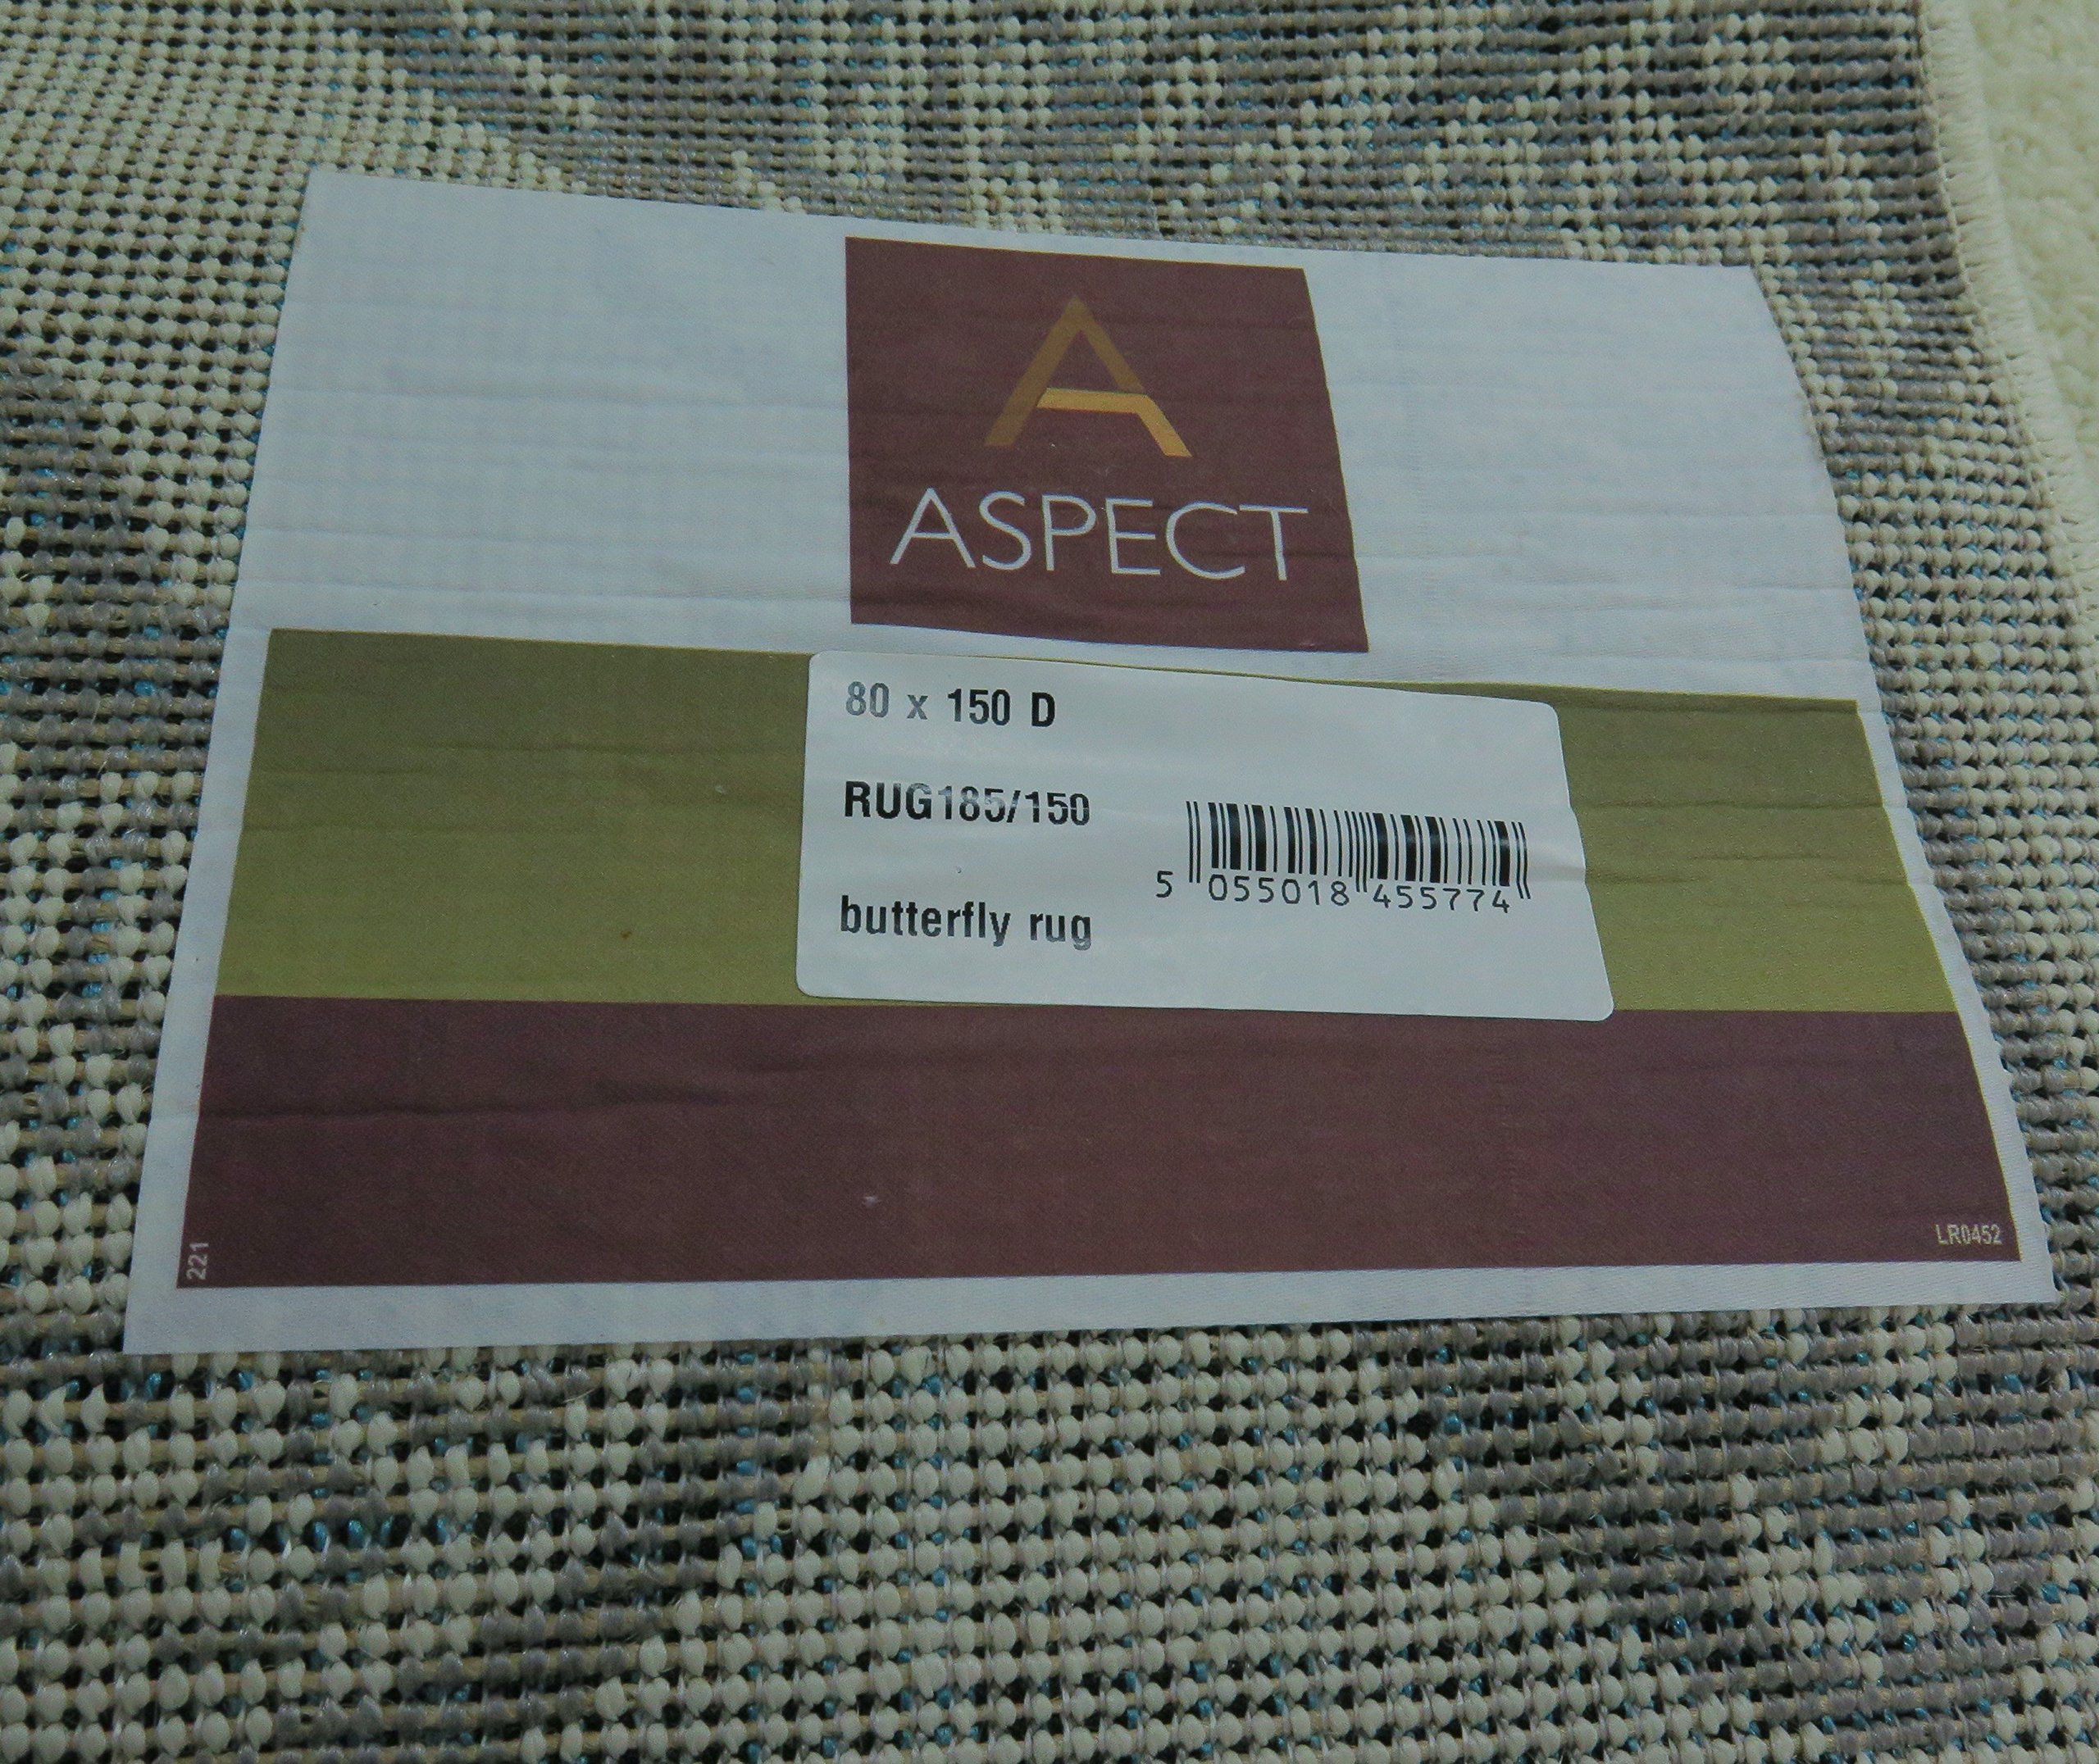 A
ASPECT
80 x 150 D
RUG185/150
5 055018 455774
butterfly rug
221
LR0452